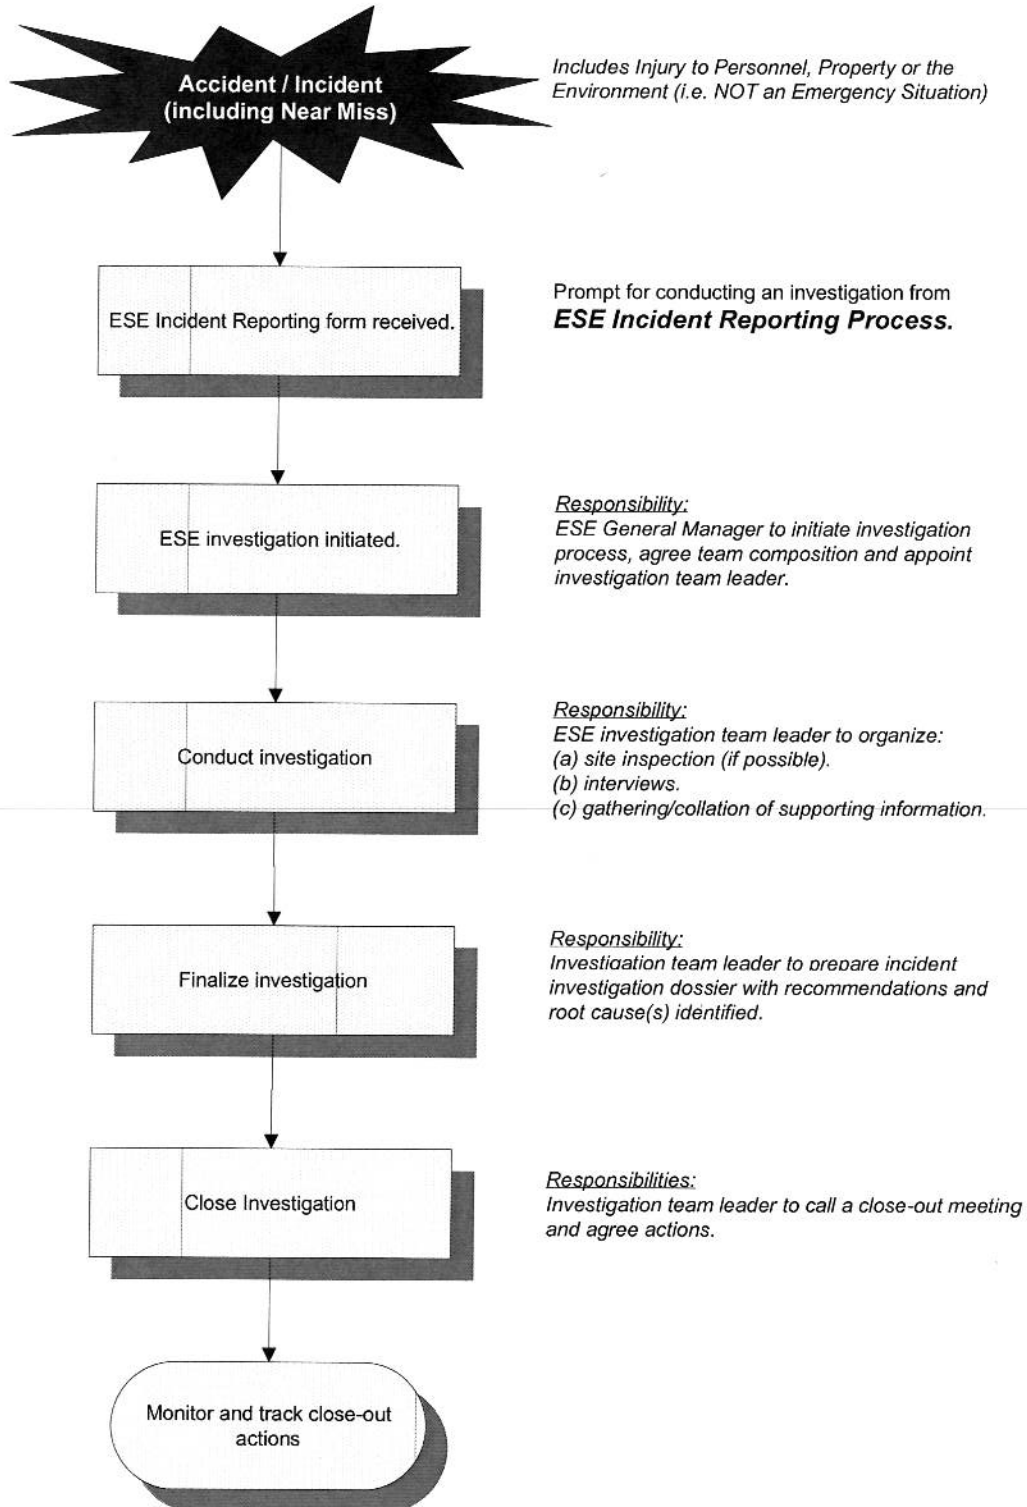 Accident / Incident
(including Near Miss)
Includes Injury to Personnel, Property or the
Environment (i.e. NOT an Emergency Situation)
ESE Incident Reporting form received.
Prompt for conducting an investigation from
ESE Incident Reporting Process.
ESE investigation initiated.
Responsibility:
ESE General Manager to initiate investigation
process, agree team composition and appoint
investigation team leader.
Conduct investigation
Responsibility:
ESE investigation team leader to organize:
(a) site inspection (if possible).
(b) interviews.
(c) gathering/collation of supporting information.
Finalize investigation
Responsibility:
Investigation team leader to prepare incident
investigation dossier with recommendations and
root cause(s) identified.
Close Investigation
Responsibilities:
Investigation team leader to call a close-out meeting
and agree actions.
Monitor and track close-out
actions